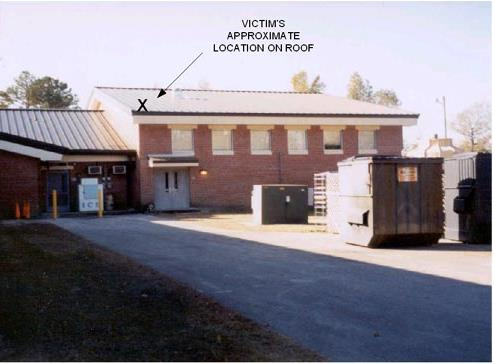 VICTIM'S
APPROXIMATE
LOCATION ON ROOF
X
ICE